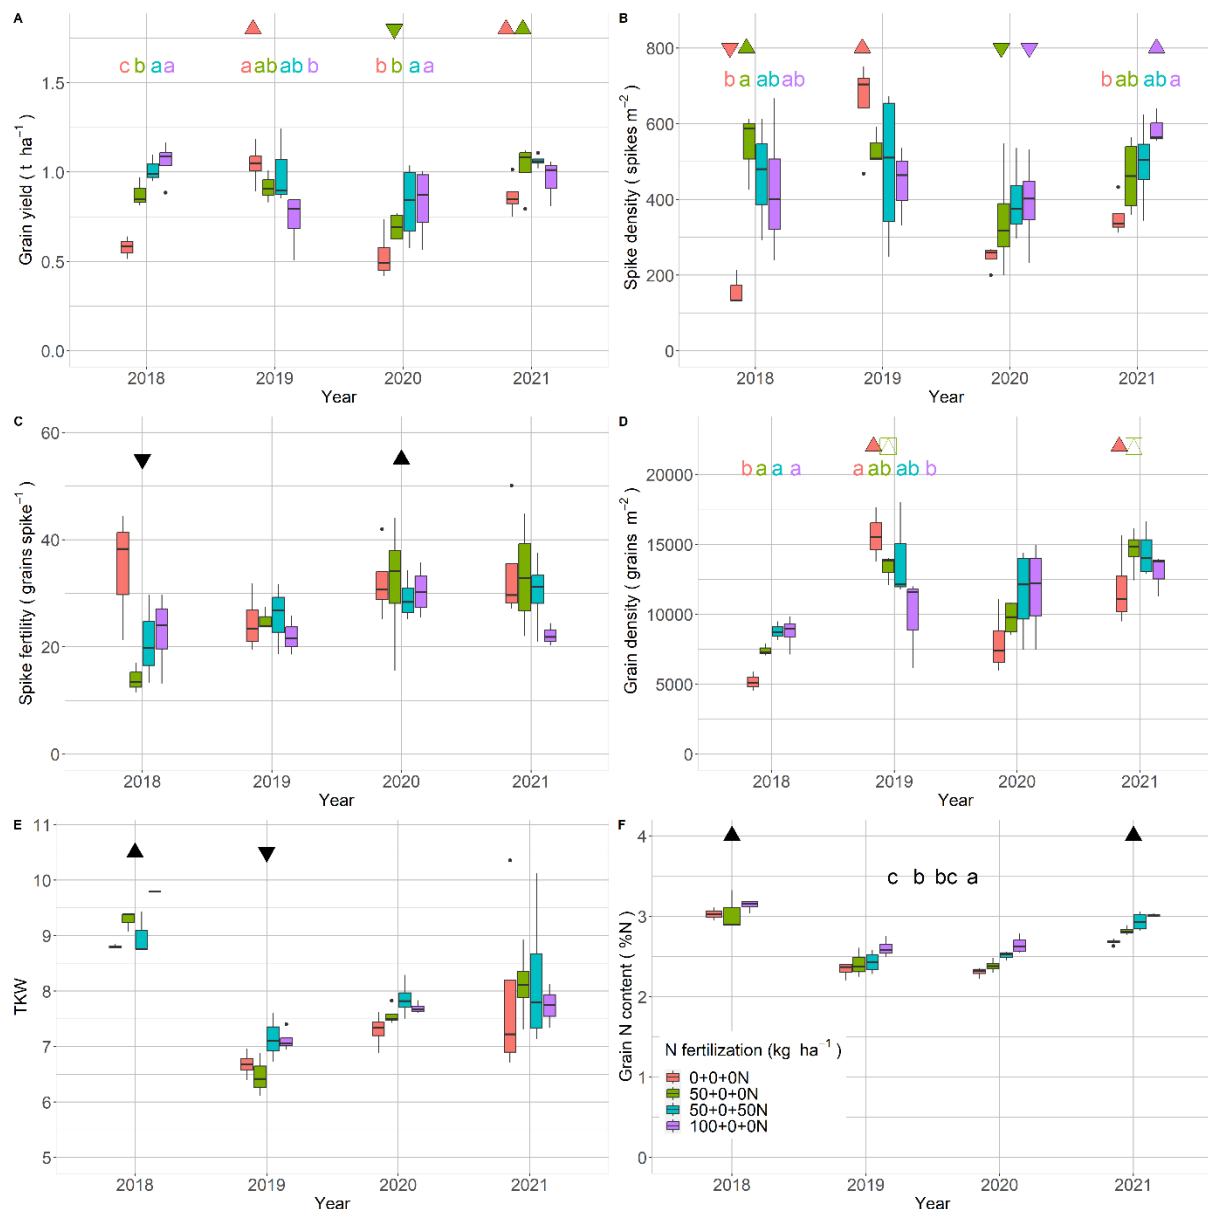 A
c b a a
a ab ab b
b b a a
1.5
1.0
0.5
0.0
Grain yield ( t ha⁻¹ )
2018 2019 2020 2021
Year
B
b a ab ab
b ab ab a
800
600
400
200
0
Spike density ( spikes m⁻² )
2018 2019 2020 2021
Year
C
60
40
20
0
Spike fertility ( grains spike⁻¹ )
2018 2019 2020 2021
Year
D
b a a a
a ab ab b
20000
15000
10000
5000
0
Grain density ( grains m⁻² )
2018 2019 2020 2021
Year
E
11
10
9
8
7
6
5
TKW
2018 2019 2020 2021
Year
F
c b bc a
4
3
2
1
0
Grain N content ( %N )
N fertilization (kg ha⁻¹ )
0+0+0N
50+0+0N
50+0+50N
100+0+0N
2018 2019 2020 2021
Year